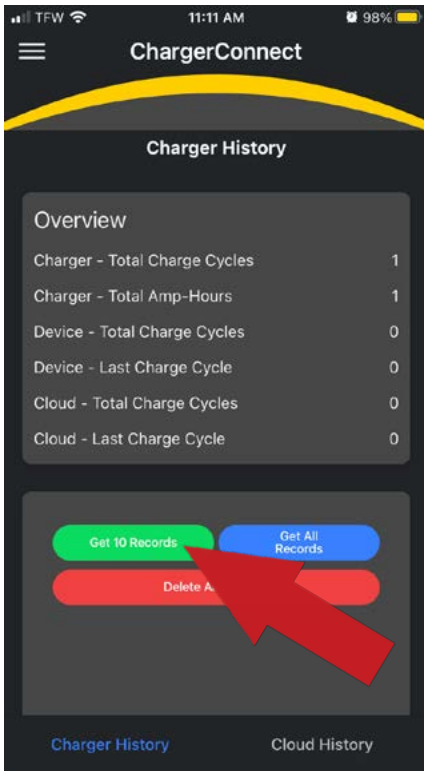 TFW 11:11 AM 98%
ChargerConnect
Charger History
Overview
Charger - Total Charge Cycles 1
Charger - Total Amp-Hours 1
Device - Total Charge Cycles 0
Device - Last Charge Cycle 0
Cloud - Total Charge Cycles 0
Cloud - Last Charge Cycle 0
Get 10 Records
Get All
Records
Delete
Charger History Cloud History